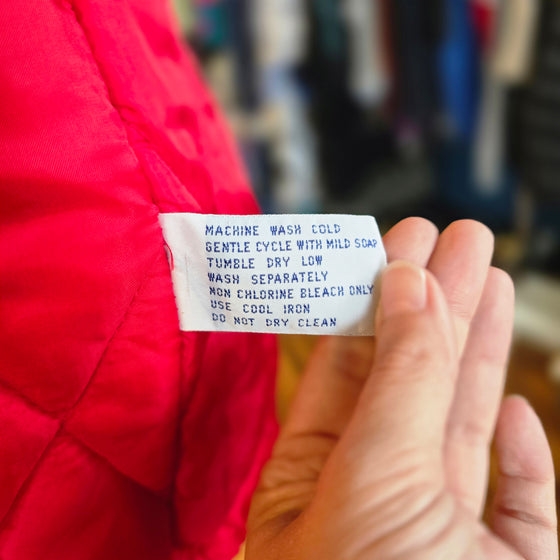 MACHINE WASH COLD
GENTLE CYCLE WITH MILD SOAP
TUMBLE DRY LOW
WASH SEPARATELY
NON CHLORINE BLEACH ONLY
USE COOL IRON
DO NOT DRY CLEAN